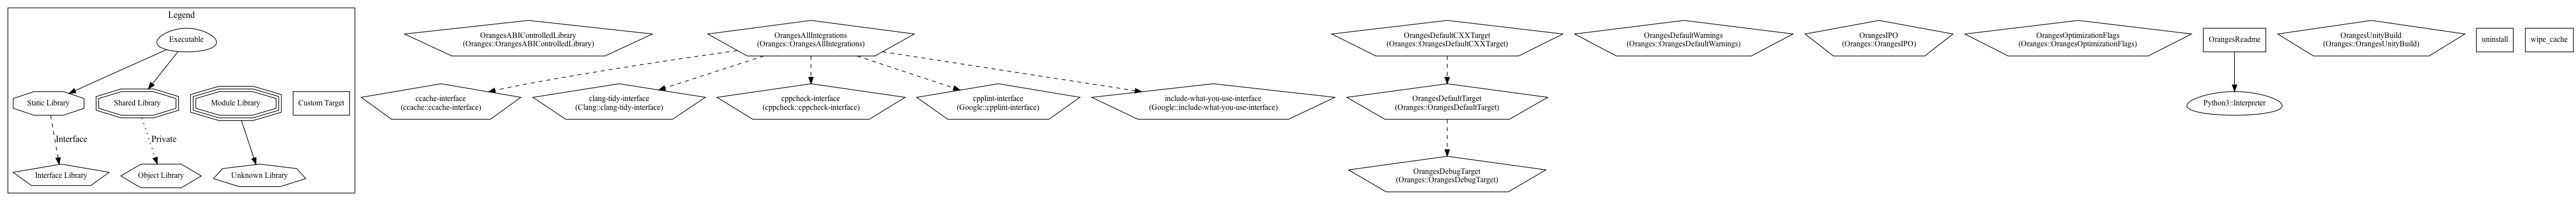 Legend
Executable
Static Library
Shared Library
Module Library
Custom Target
Interface
Private
Interface Library
Object Library
Unknown Library
OrangesABIControlledLibrary
(Oranges::OrangesABIControlledLibrary)
OrangesAllIntegrations
(Oranges::OrangesAllIntegrations)
ccache-interface
(ccache::ccache-interface)
clang-tidy-interface
(Clang::clang-tidy-interface)
cppcheck-interface
(cppcheck::cppcheck-interface)
cpplint-interface
(Google::cpplint-interface)
include-what-you-use-interface
(Google::include-what-you-use-interface)
OrangesDefaultCXXTarget
(Oranges::OrangesDefaultCXXTarget)
OrangesDefaultTarget
(Oranges::OrangesDefaultTarget)
OrangesDebugTarget
(Oranges::OrangesDebugTarget)
OrangesDefaultWarnings
(Oranges::OrangesDefaultWarnings)
OrangesIPO
(Oranges::OrangesIPO)
OrangesOptimizationFlags
(Oranges::OrangesOptimizationFlags)
OrangesReadme
Python3::Interpreter
OrangesUnityBuild
(Oranges::OrangesUnityBuild)
uninstall
wipe_cache